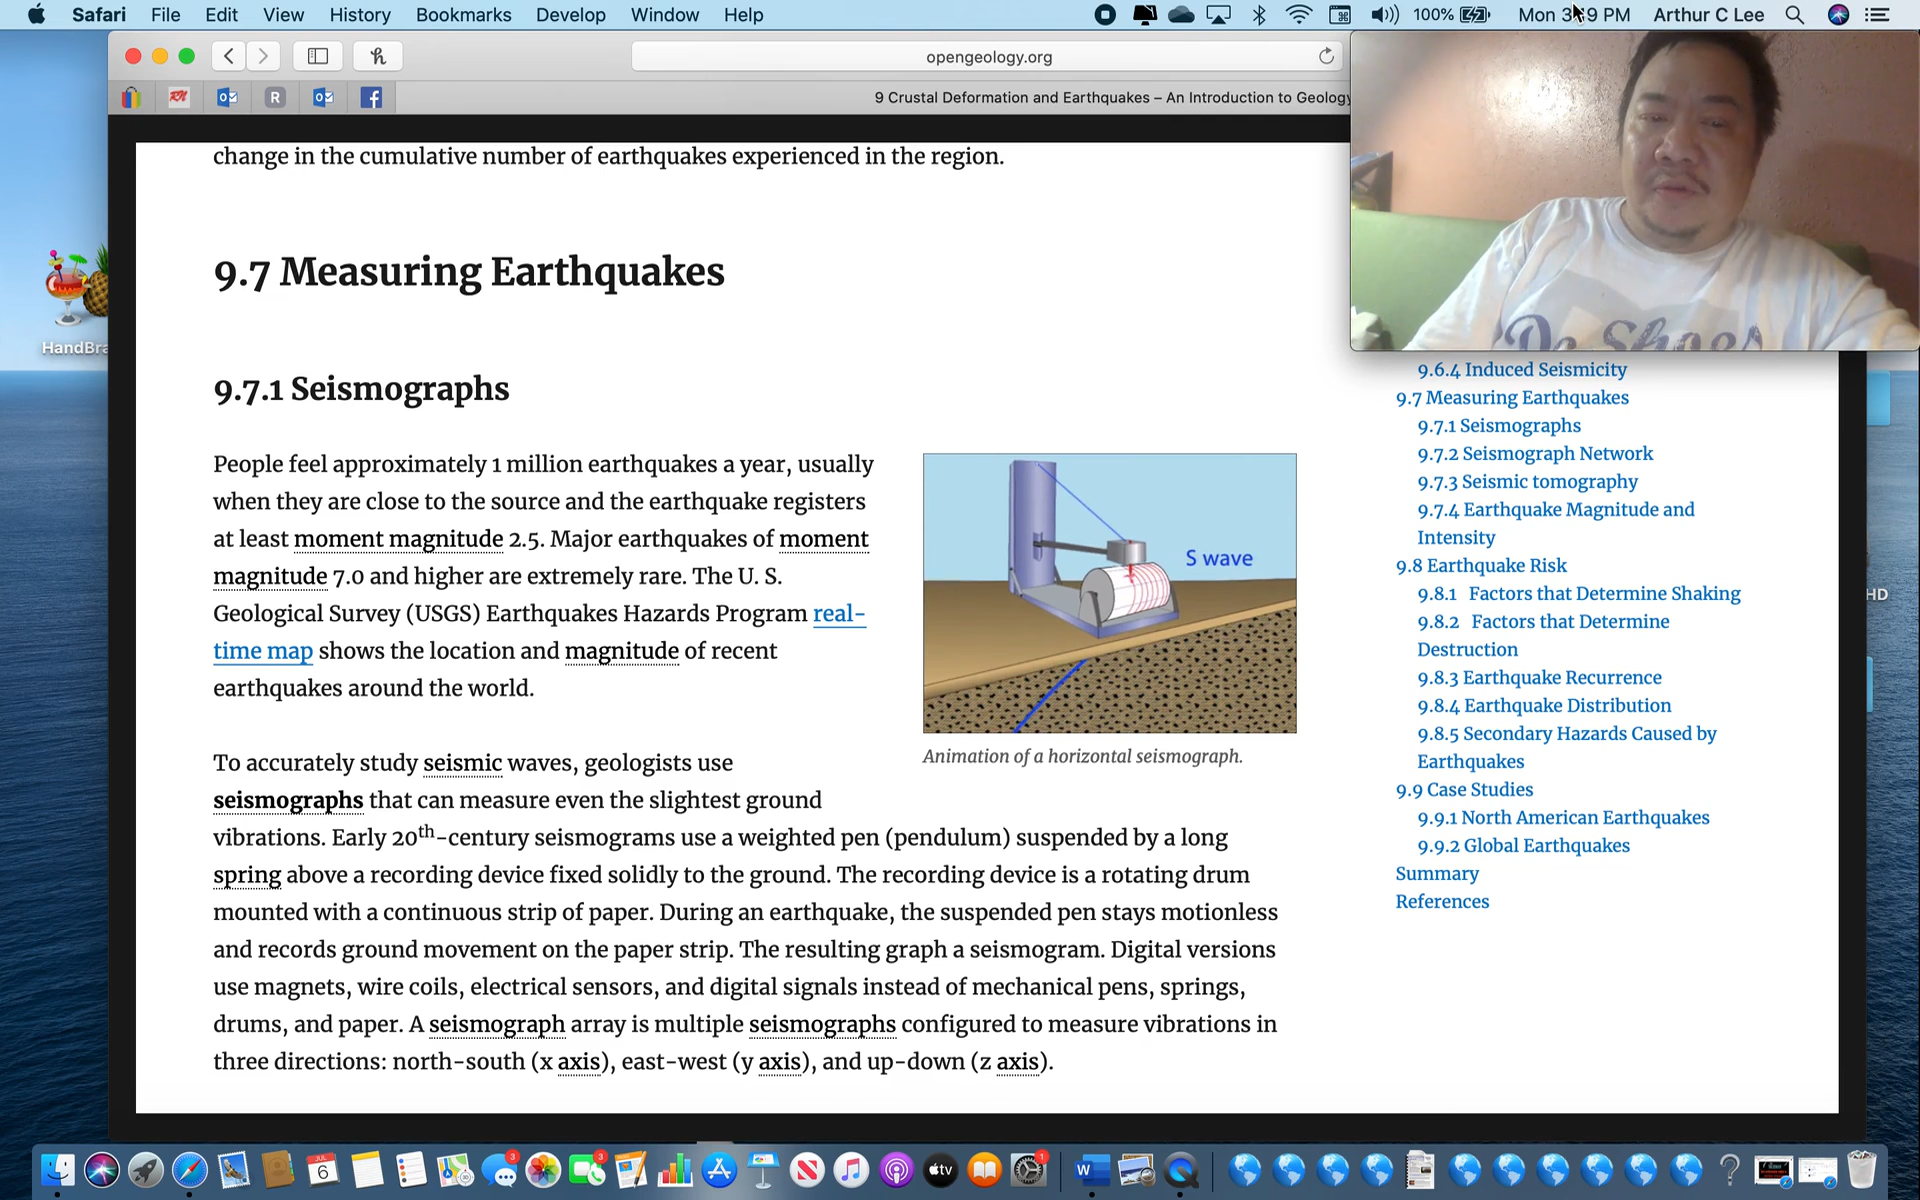 Safari File Edit View History Bookmarks Develop Window Help
100% Mon 3:19 PM Arthur C Lee
opengeology.org
9 Crustal Deformation and Earthquakes – An Introduction to Geology
change in the cumulative number of earthquakes experienced in the region.
9.7 Measuring Earthquakes
9.7.1 Seismographs
People feel approximately 1 million earthquakes a year, usually
when they are close to the source and the earthquake registers
at least moment magnitude 2.5. Major earthquakes of moment
magnitude 7.0 and higher are extremely rare. The U. S.
Geological Survey (USGS) Earthquakes Hazards Program real-
time map shows the location and magnitude of recent
earthquakes around the world.
S wave
Animation of a horizontal seismograph.
To accurately study seismic waves, geologists use
seismographs that can measure even the slightest ground
vibrations. Early 20th-century seismograms use a weighted pen (pendulum) suspended by a long
spring above a recording device fixed solidly to the ground. The recording device is a rotating drum
mounted with a continuous strip of paper. During an earthquake, the suspended pen stays motionless
and records ground movement on the paper strip. The resulting graph a seismogram. Digital versions
use magnets, wire coils, electrical sensors, and digital signals instead of mechanical pens, springs,
drums, and paper. A seismograph array is multiple seismographs configured to measure vibrations in
three directions: north-south (x axis), east-west (y axis), and up-down (z axis).
9.6.4 Induced Seismicity
9.7 Measuring Earthquakes
9.7.1 Seismographs
9.7.2 Seismograph Network
9.7.3 Seismic tomography
9.7.4 Earthquake Magnitude and
Intensity
9.8 Earthquake Risk
9.8.1 Factors that Determine Shaking
9.8.2 Factors that Determine
Destruction
9.8.3 Earthquake Recurrence
9.8.4 Earthquake Distribution
9.8.5 Secondary Hazards Caused by
Earthquakes
9.9 Case Studies
9.9.1 North American Earthquakes
9.9.2 Global Earthquakes
Summary
References
HandBra
HD
De Shoes
JUL
6
3
3
tv
1
W